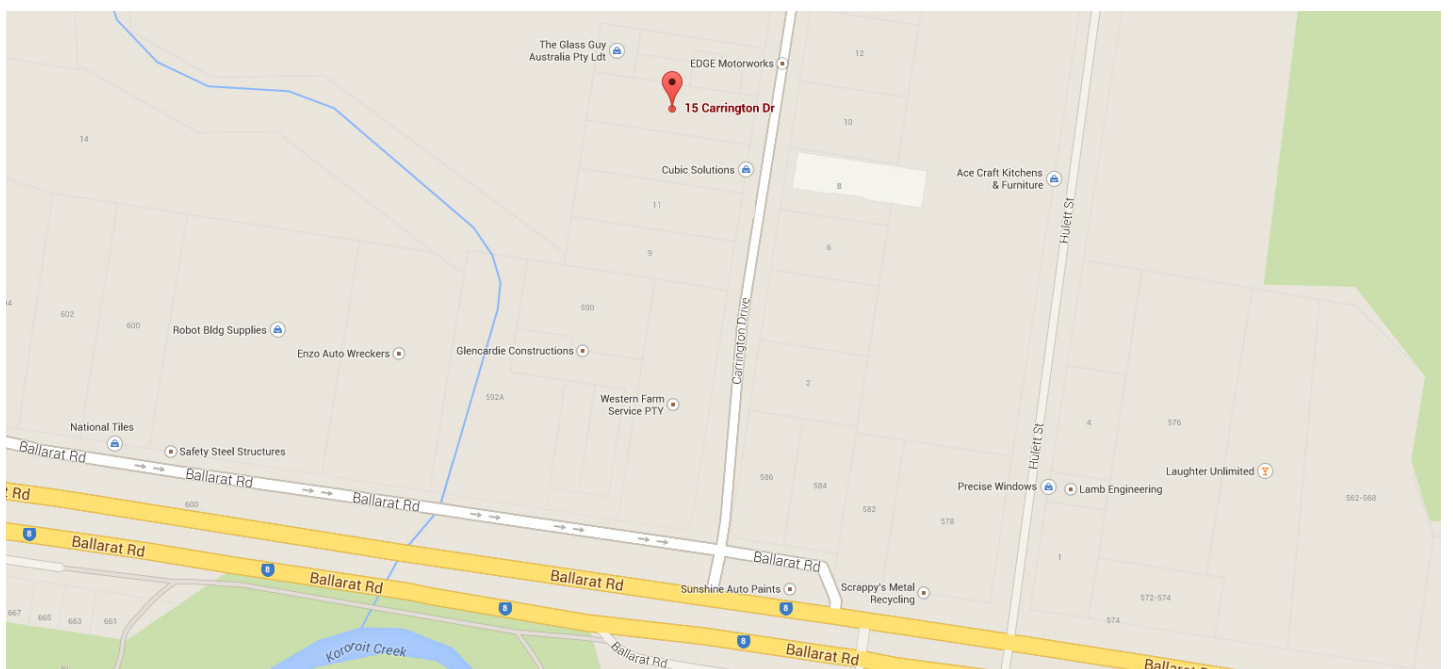 The Glass Guy
Australia Pty Ldt
EDGE Motorworks
12
15 Carrington Dr
10
14
Cubic Solutions
8
Ace Craft Kitchens
& Furniture
11
Hulett St
6
9
590
602
600
Robot Bldg Supplies
Enzo Auto Wreckers
Glencardie Constructions
Carrington Drive
2
592A
Western Farm
Service PTY
National Tiles
Safety Steel Structures
4
576
Hulett St
Ballarat Rd
Ballarat Rd
Ballarat Rd
586
584
582
578
Precise Windows
Lamb Engineering
Laughter Unlimited
562-568
t Rd
600
8
Ballarat Rd
Ballarat Rd
1
8
Ballarat Rd
Ballarat Rd
Sunshine Auto Paints
Scrappy's Metal
Recycling
572-574
574
8
8
667
665
663
661
8
Kororoit Creek
Ballarat Rd
Ballarat Rd
Ballarat Rd